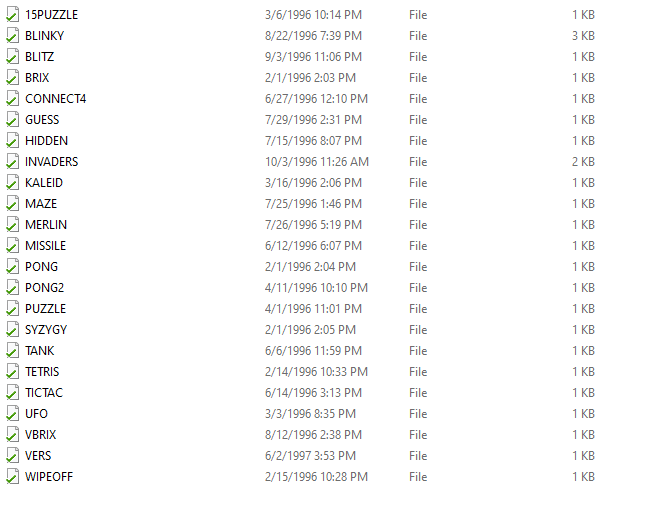 15PUZZLE 3/6/1996 10:14 PM File 1 KB
BLINKY 8/22/1996 7:39 PM File 3 KB
BLITZ 9/3/1996 11:06 PM File 1 KB
BRIX 2/1/1996 2:03 PM File 1 KB
CONNECT4 6/27/1996 12:10 PM File 1 KB
GUESS 7/29/1996 2:31 PM File 1 KB
HIDDEN 7/15/1996 8:07 PM File 1 KB
INVADERS 10/3/1996 11:26 AM File 2 KB
KALEID 3/16/1996 2:06 PM File 1 KB
MAZE 7/25/1996 1:46 PM File 1 KB
MERLIN 7/26/1996 5:19 PM File 1 KB
MISSILE 6/12/1996 6:07 PM File 1 KB
PONG 2/1/1996 2:04 PM File 1 KB
PONG2 4/11/1996 10:10 PM File 1 KB
PUZZLE 4/1/1996 11:01 PM File 1 KB
SYZYGY 2/1/1996 2:05 PM File 1 KB
TANK 6/6/1996 11:59 PM File 1 KB
TETRIS 2/14/1996 10:33 PM File 1 KB
TICTAC 6/14/1996 3:13 PM File 1 KB
UFO 3/3/1996 8:35 PM File 1 KB
VBRIX 8/12/1996 2:38 PM File 1 KB
VERS 6/2/1997 3:53 PM File 1 KB
WIPEOFF 2/15/1996 10:28 PM File 1 KB